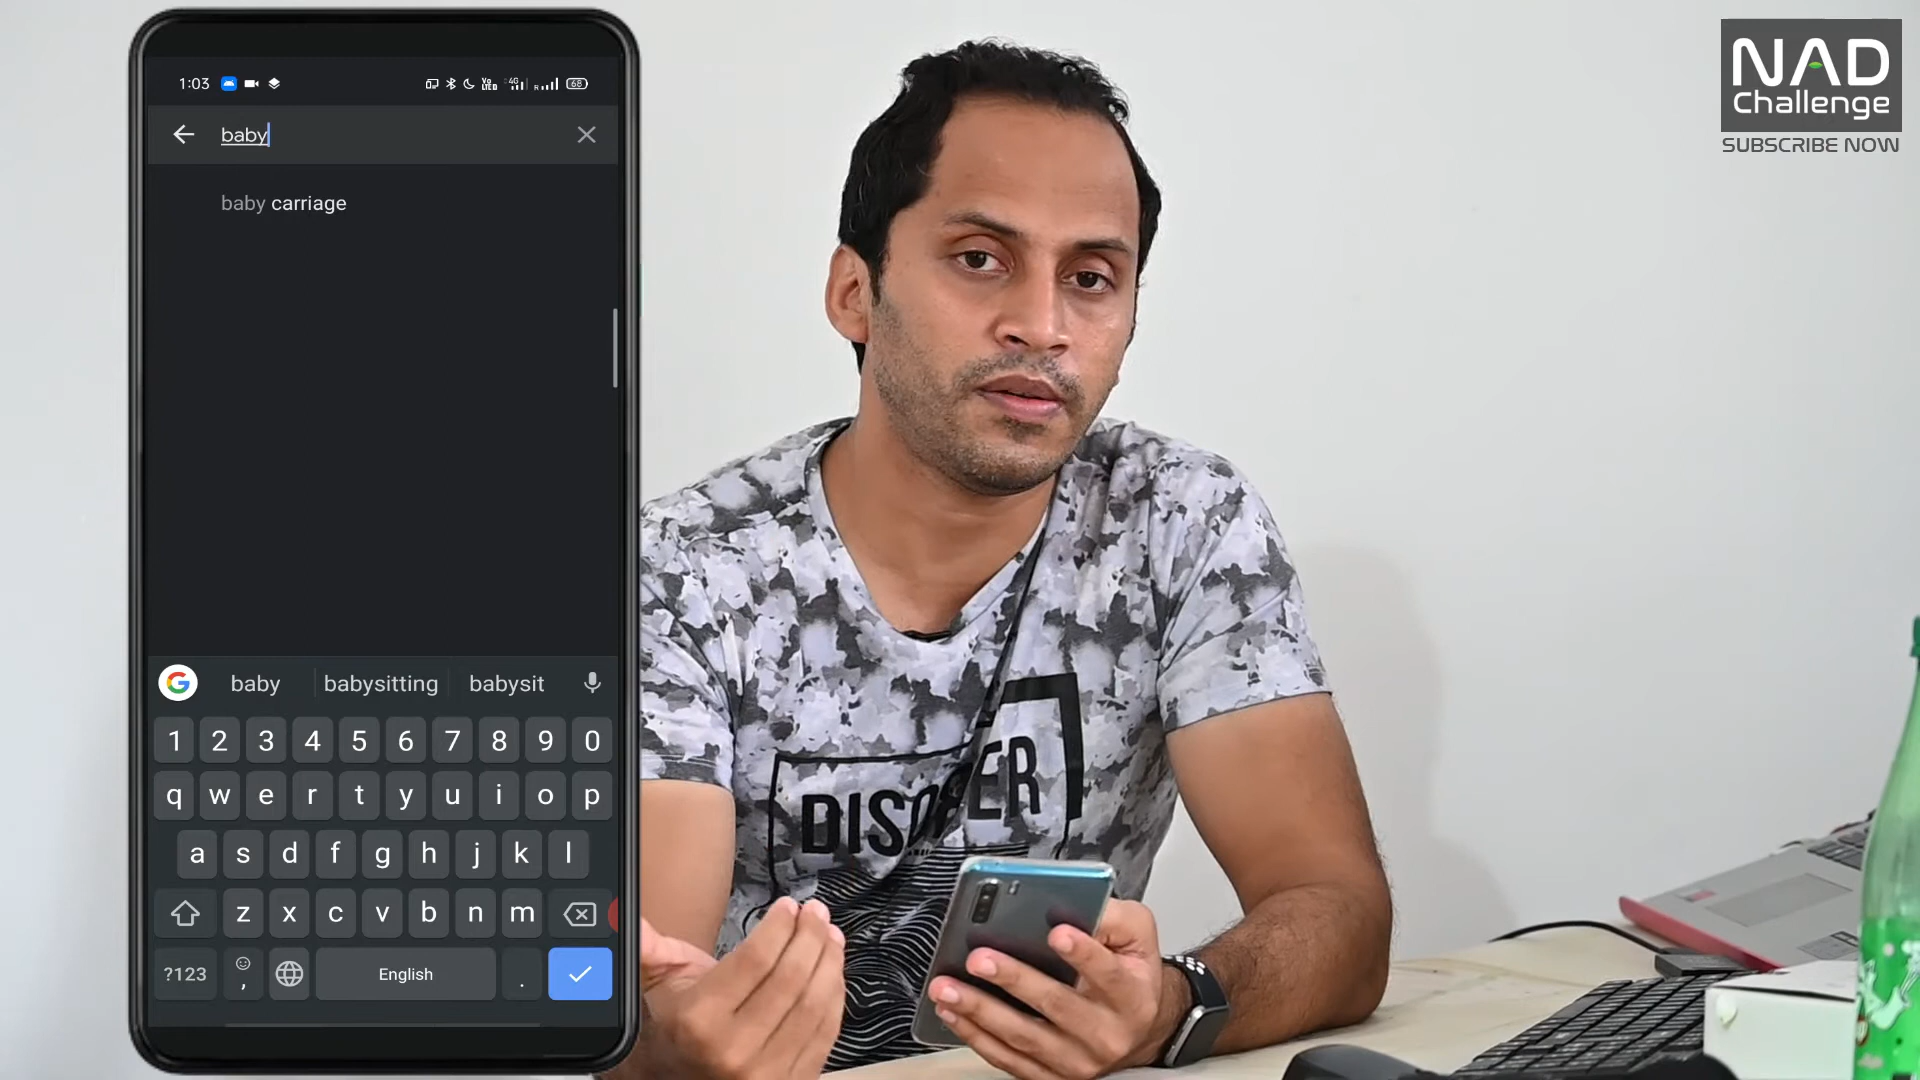 1:03
68
baby
baby carriage
baby babysitting babysit
1 2 3 4 5 6 7 8 9 0
q w e r t y u i o p
a s d f g h j k l
z x c v b n m
?123 , English .
NAD
Challenge
SUBSCRIBE NOW